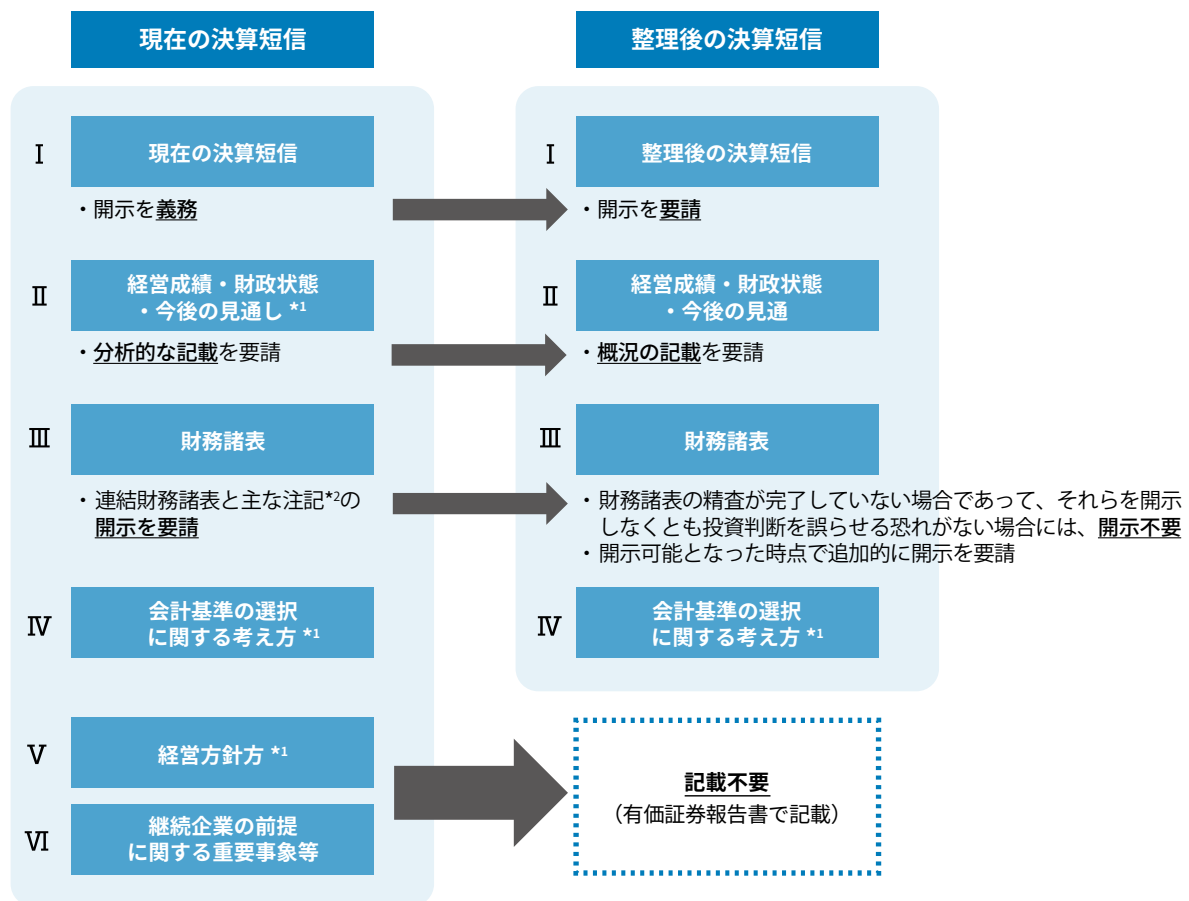 現在の決算短信
Ⅰ
現在の決算短信
・開示を義務
Ⅱ
経営成績・財政状態
・今後の見通し *1
・分析的な記載を要請
Ⅲ
財務諸表
・連結財務諸表と主な注記*2の
開示を要請
Ⅳ
会計基準の選択
に関する考え方 *1
Ⅴ
経営方針方 *1
Ⅵ
継続企業の前提
に関する重要事象等
整理後の決算短信
Ⅰ
整理後の決算短信
・開示を要請
Ⅱ
経営成績・財政状態
・今後の見通
・概況の記載を要請
Ⅲ
財務諸表
・財務諸表の精査が完了していない場合であって、それらを開示
しなくとも投資判断を誤らせる恐れがない場合には、開示不要
・開示可能となった時点で追加的に開示を要請
Ⅳ
会計基準の選択
に関する考え方 *1
記載不要
（有価証券報告書で記載）